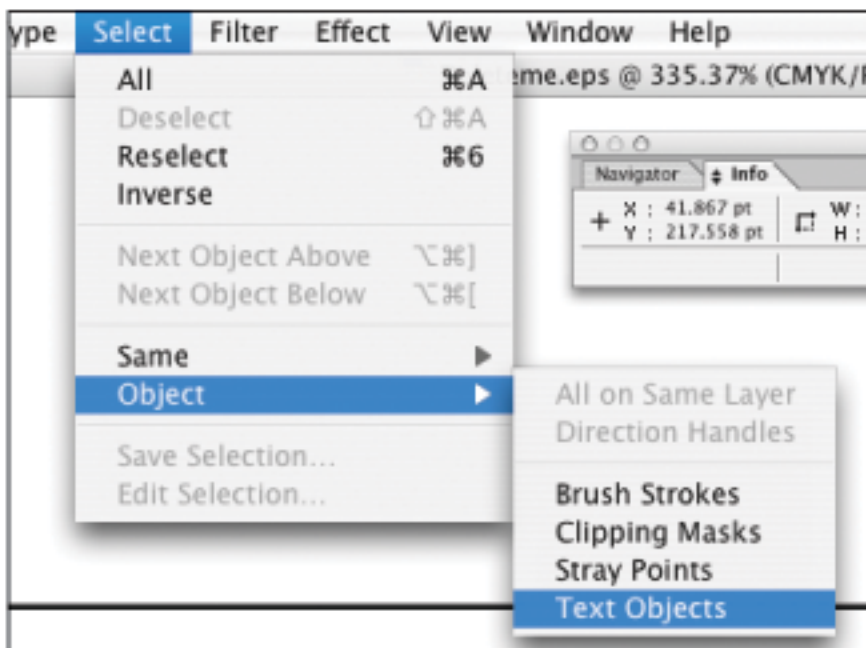 ype Select Filter Effect View Window Help
eme.eps @ 335.37% (CMYK/
All ⌘A
Deselect ⇧⌘A
Reselect ⌘6
Inverse
Next Object Above ⌥⌘]
Next Object Below ⌥⌘[
Same
Object
Save Selection...
Edit Selection...
Navigator Info
X : 41.867 pt W :
Y : 217.558 pt H :
All on Same Layer
Direction Handles
Brush Strokes
Clipping Masks
Stray Points
Text Objects